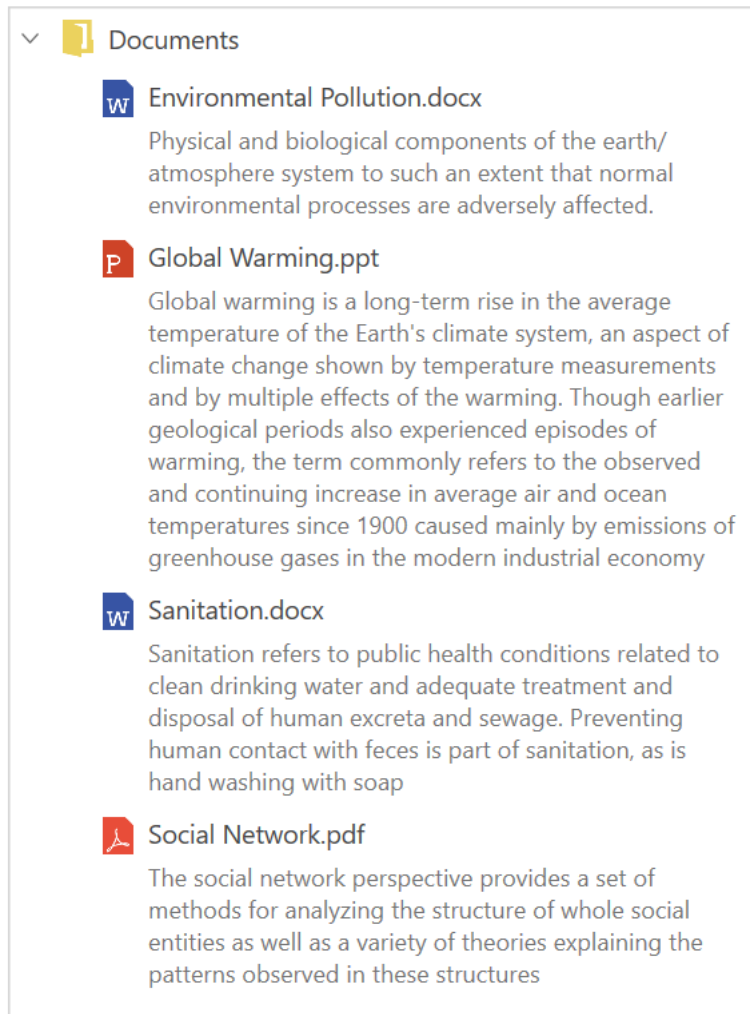 Documents
Environmental Pollution.docx
Physical and biological components of the earth/
atmosphere system to such an extent that normal
environmental processes are adversely affected.
Global Warming.ppt
Global warming is a long-term rise in the average
temperature of the Earth's climate system, an aspect of
climate change shown by temperature measurements
and by multiple effects of the warming. Though earlier
geological periods also experienced episodes of
warming, the term commonly refers to the observed
and continuing increase in average air and ocean
temperatures since 1900 caused mainly by emissions of
greenhouse gases in the modern industrial economy
Sanitation.docx
Sanitation refers to public health conditions related to
clean drinking water and adequate treatment and
disposal of human excreta and sewage. Preventing
human contact with feces is part of sanitation, as is
hand washing with soap
Social Network.pdf
The social network perspective provides a set of
methods for analyzing the structure of whole social
entities as well as a variety of theories explaining the
patterns observed in these structures